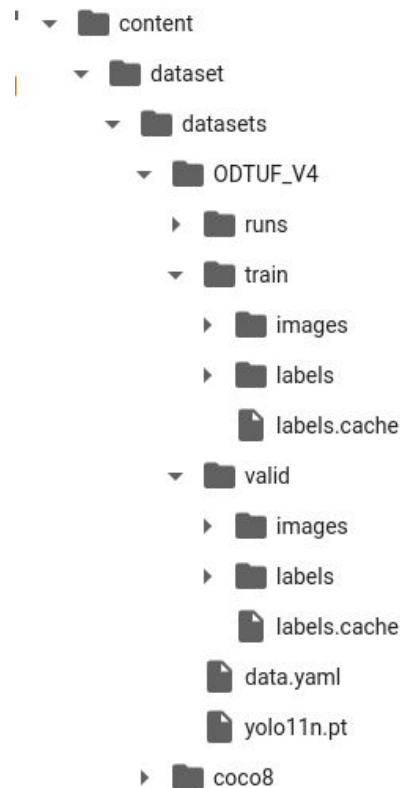 content
dataset
datasets
ODTUF_V4
runs
train
images
labels
labels.cache
valid
images
labels
labels.cache
data.yaml
yolo11n.pt
coco8